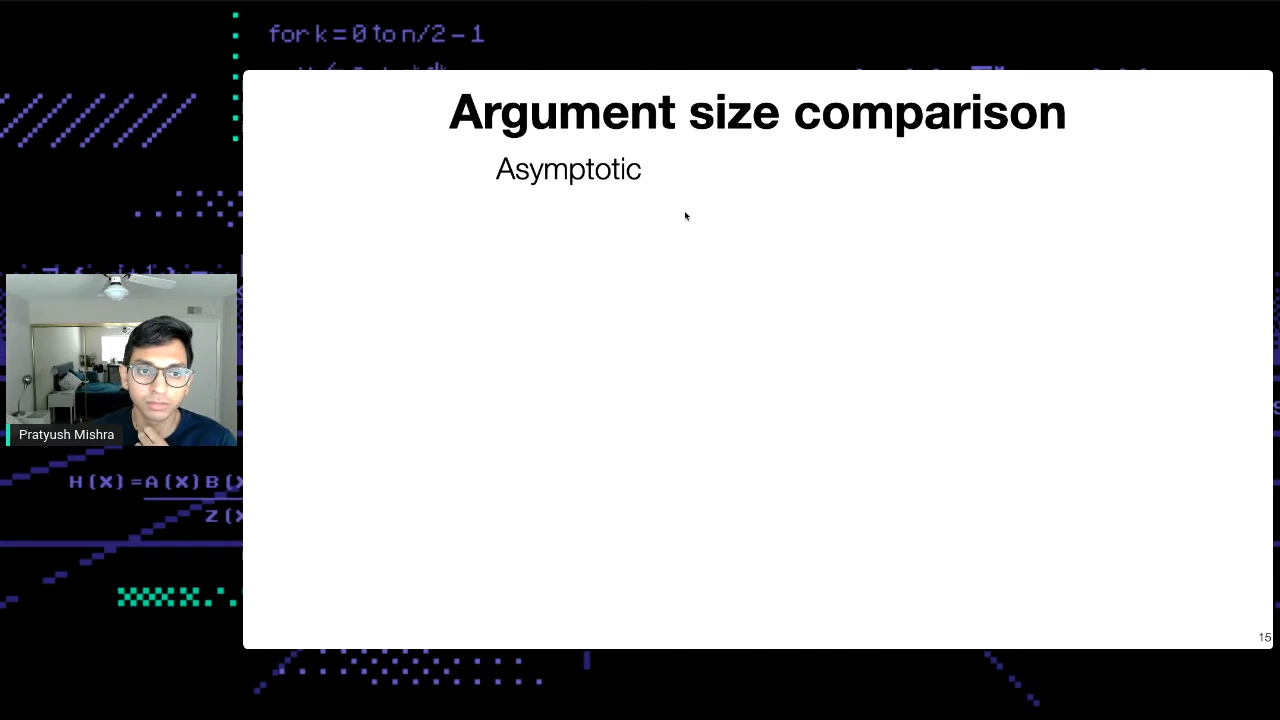 for k = 0 to n/2 - 1
Argument size comparison
Asymptotic
Pratyush Mishra
H(X) = A(X)B(X
Z(X
15